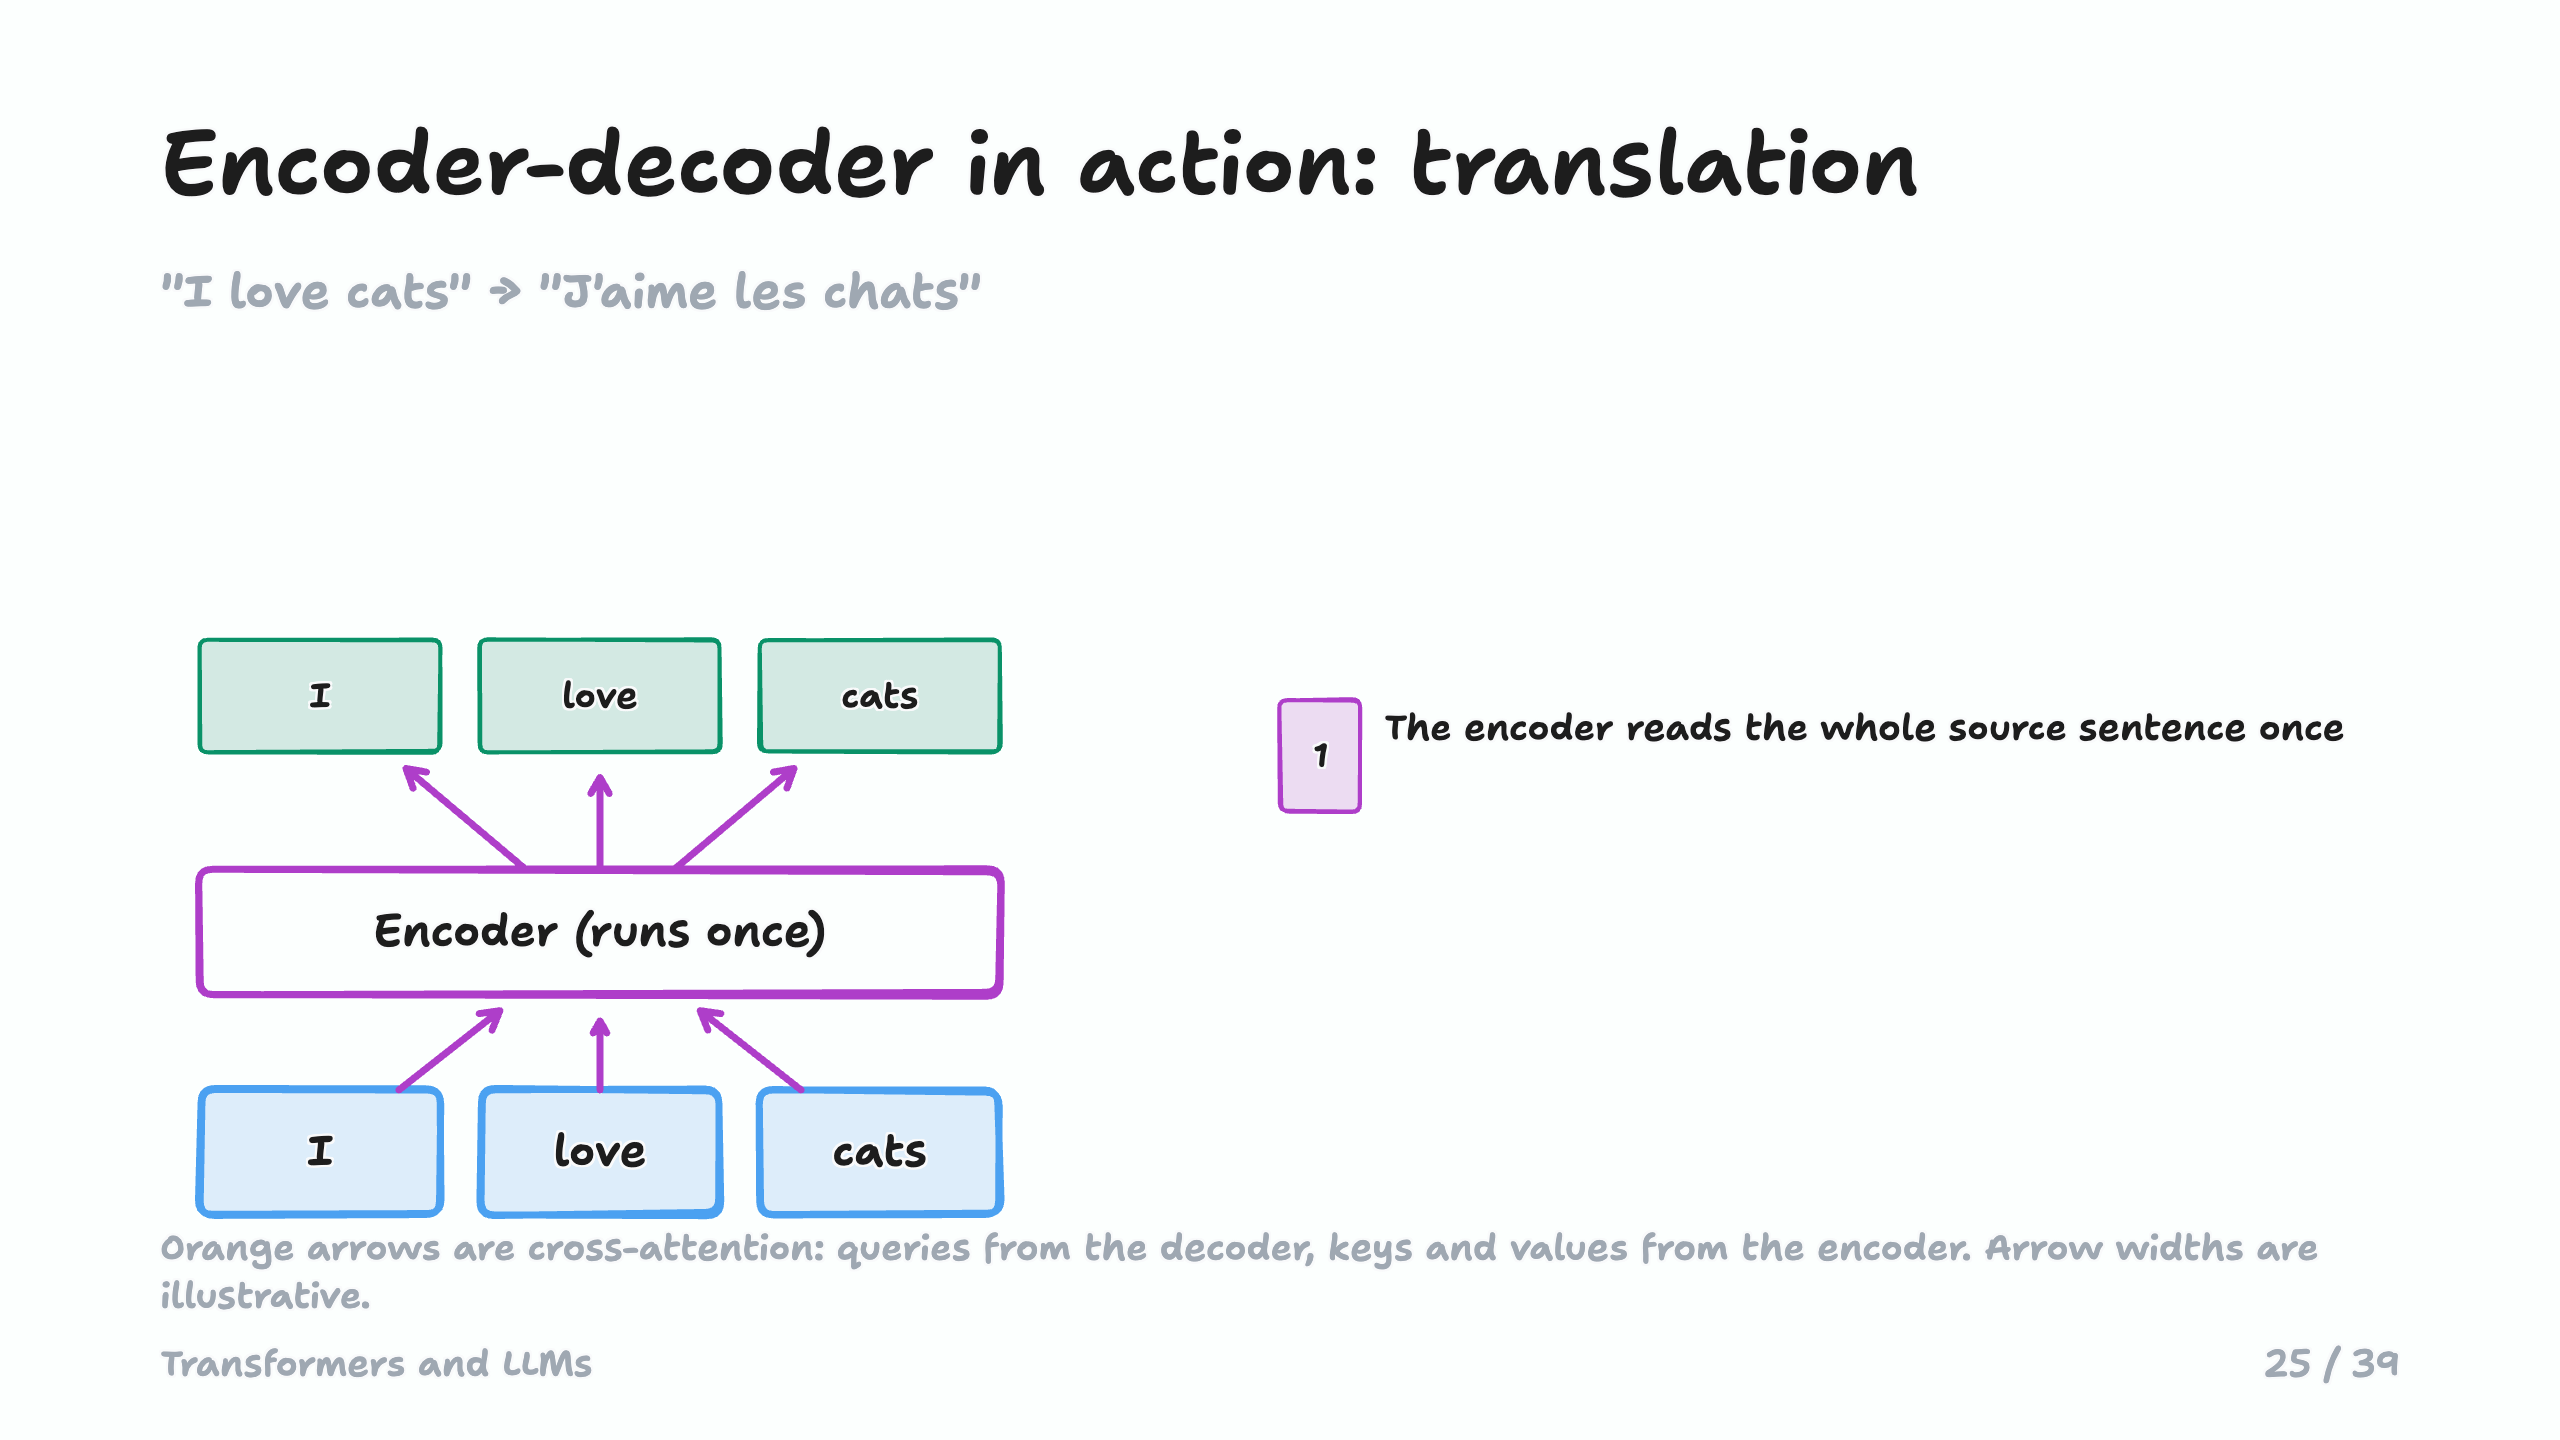 Encoder-decoder in action: translation
"I love cats" → "J'aime les chats"
I
love
cats
1
The encoder reads the whole source sentence once
Encoder (runs once)
I
love
cats
Orange arrows are cross-attention: queries from the decoder, keys and values from the encoder. Arrow widths are
illustrative.
Transformers and LLMs
25 / 39